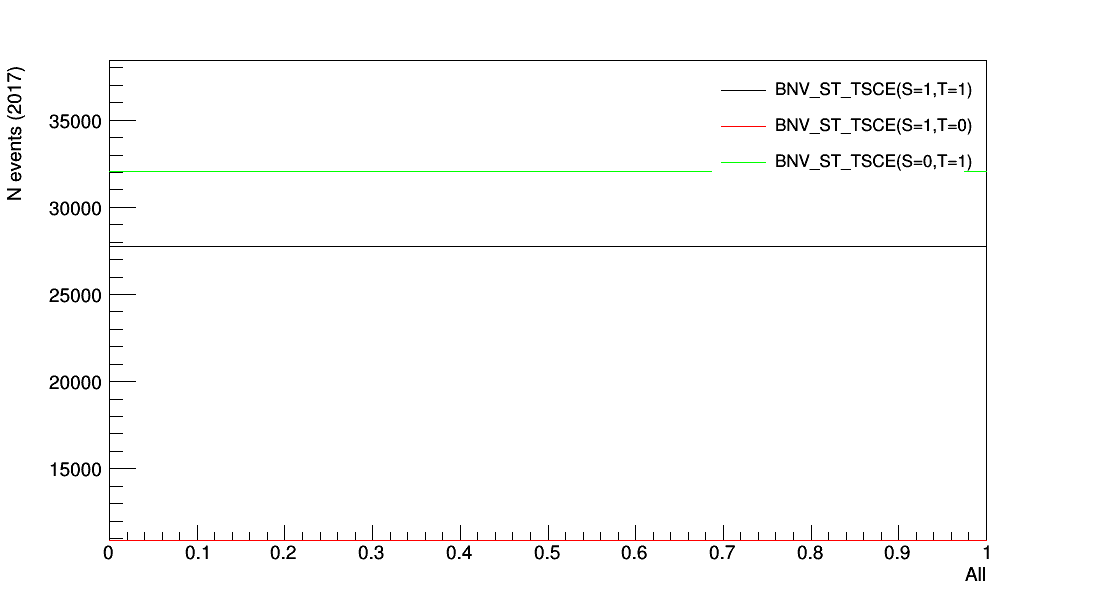 N events (2017)
BNV_ST_TSCE(S=1,T=1)
BNV_ST_TSCE(S=1,T=0)
BNV_ST_TSCE(S=0,T=1)
35000
30000
25000
20000
15000
0 0.1 0.2 0.3 0.4 0.5 0.6 0.7 0.8 0.9 1
All